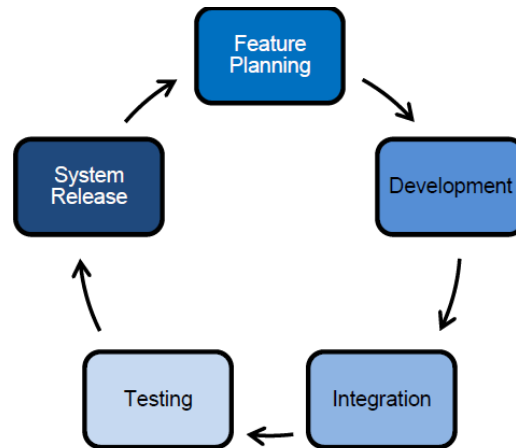 Feature
Planning
Development
Integration
Testing
System
Release